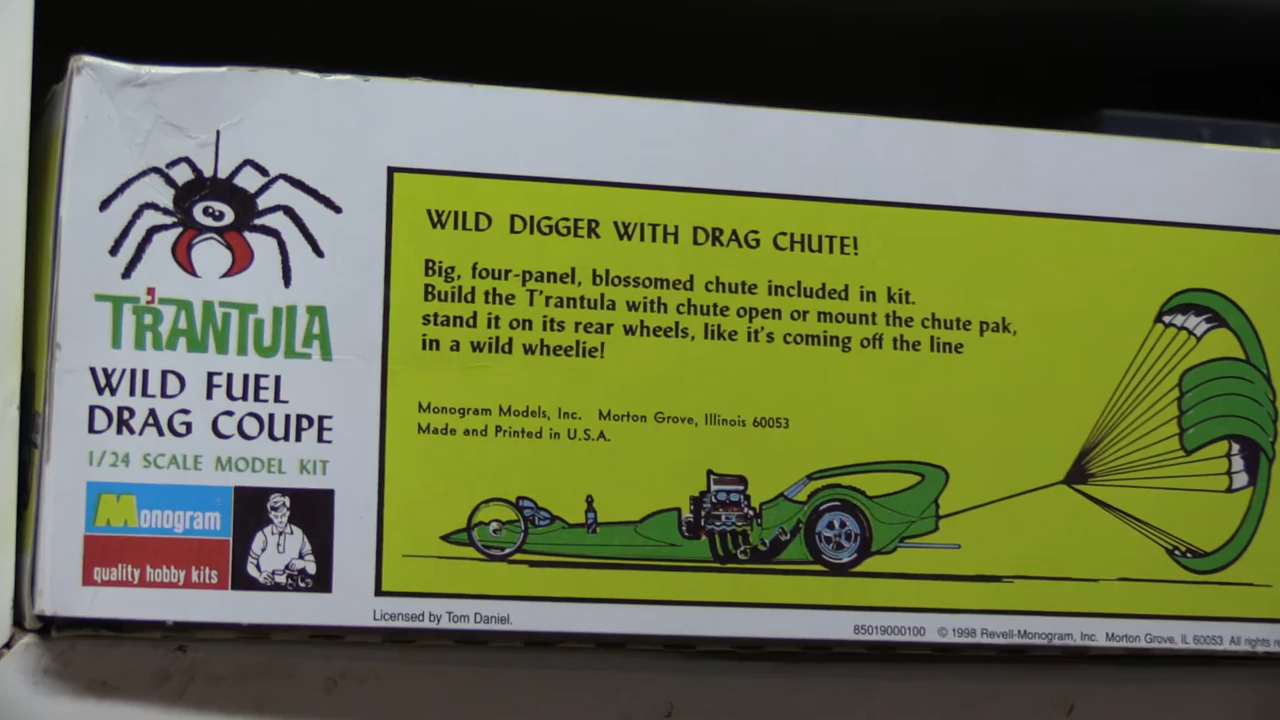 T'RANTULA
WILD FUEL
DRAG COUPE
1/24 SCALE MODEL KIT
Monogram
quality hobby kits
WILD DIGGER WITH DRAG CHUTE!
Big, four-panel, blossomed chute included in kit.
Build the T'rantula with chute open or mount the chute pak,
stand it on its rear wheels, like it's coming off the line
in a wild wheelie!
Monogram Models, Inc. Morton Grove, Illinois 60053
Made and Printed in U.S.A.
Licensed by Tom Daniel.
85019000100 © 1998 Revell-Monogram, Inc. Morton Grove, IL 60053 All rights